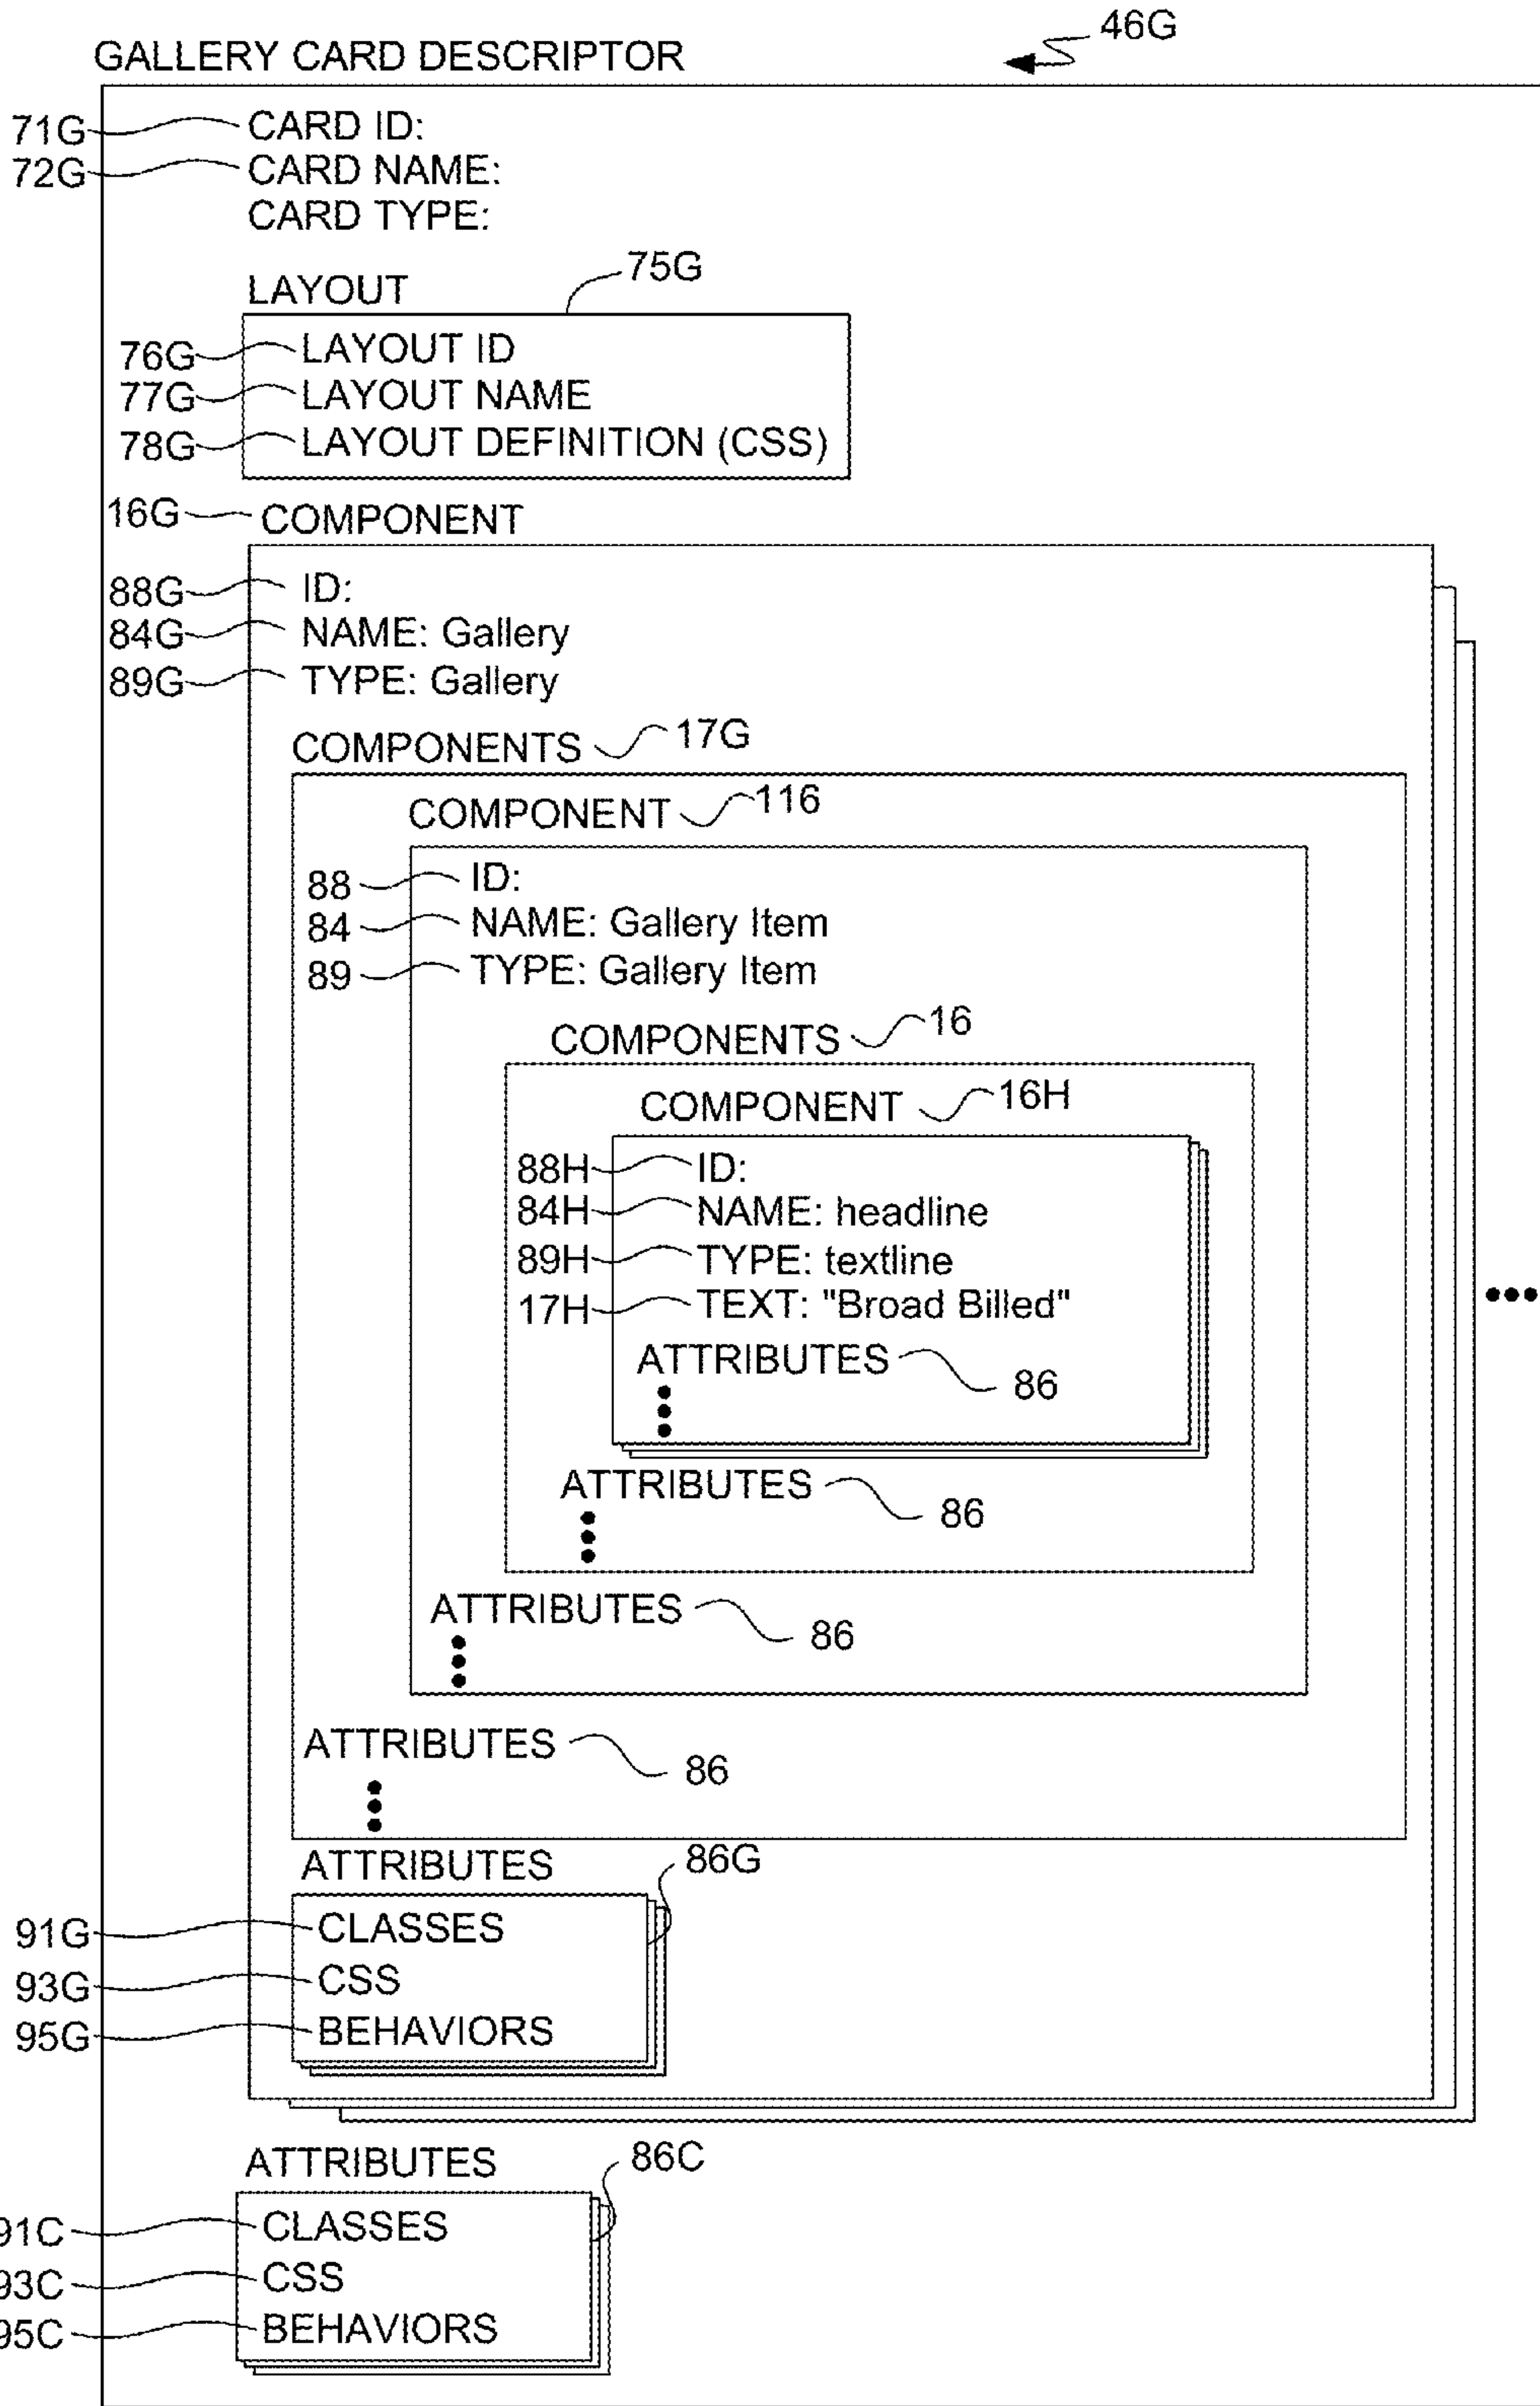 46G
GALLERY CARD DESCRIPTOR
71G CARD ID:
72G CARD NAME:
CARD TYPE:
75G
LAYOUT
76G LAYOUT ID
77G LAYOUT NAME
78G LAYOUT DEFINITION (CSS)
16G COMPONENT
88G ID:
84G NAME: Gallery
89G TYPE: Gallery
COMPONENTS 17G
COMPONENT 116
88 ID:
84 NAME: Gallery Item
89 TYPE: Gallery Item
COMPONENTS 16
COMPONENT 16H
88H ID:
84H NAME: headline
89H TYPE: textline
17H TEXT: "Broad Billed"
ATTRIBUTES 86
ATTRIBUTES 86
ATTRIBUTES 86
ATTRIBUTES 86
ATTRIBUTES 86G
91G CLASSES
93G CSS
95G BEHAVIORS
ATTRIBUTES 86C
91C CLASSES
93C CSS
95C BEHAVIORS